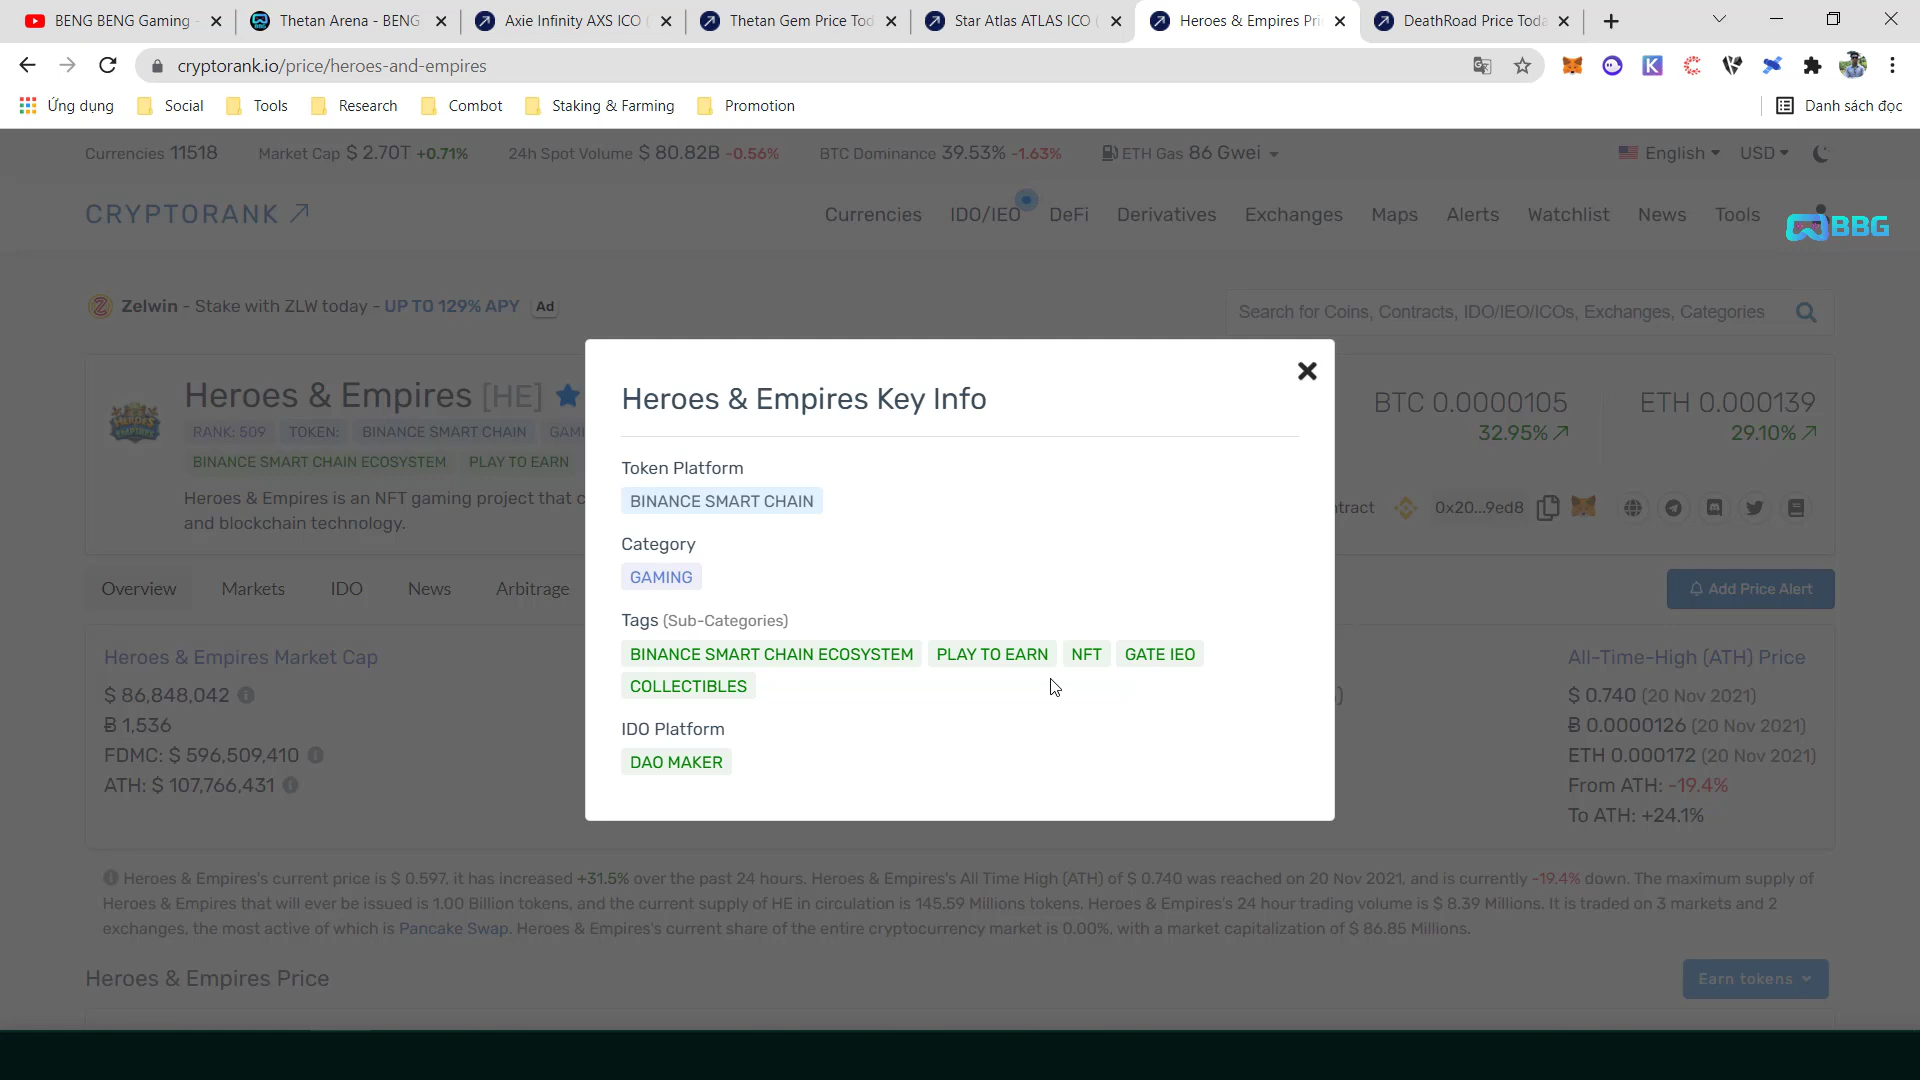 BENG BENG Gaming -
Thetan Arena - BENG
Axie Infinity AXS ICO
Thetan Gem Price Tod
Star Atlas ATLAS ICO
Heroes & Empires Pri
DeathRoad Price Toda
cryptorank.io/price/heroes-and-empires
Ứng dụng Social Tools Research Combot Staking & Farming Promotion Danh sách đọc
Currencies 11518 Market Cap $ 2.70T +0.71% 24h Spot Volume $ 80.82B -0.56% BTC Dominance 39.53% -1.63% ETH Gas 86 Gwei English USD
CRYPTORANK Currencies IDO/IEO DeFi Derivatives Exchanges Maps Alerts Watchlist News Tools
BBG
Zelwin - Stake with ZLW today - UP TO 129% APY Ad
Search for Coins, Contracts, IDO/IEO/ICOs, Exchanges, Categories
Heroes & Empires [HE]
RANK: 509 TOKEN: BINANCE SMART CHAIN GAMI
BINANCE SMART CHAIN ECOSYSTEM PLAY TO EARN
Heroes & Empires is an NFT gaming project that c
and blockchain technology.
BTC 0.0000105 ETH 0.000139
32.95% 29.10%
ntract 0x20...9ed8
Overview Markets IDO News Arbitrage
Add Price Alert
Heroes & Empires Market Cap
$ 86,848,042
Ƀ 1,536
FDMC: $ 596,509,410
ATH: $ 107,766,431
Heroes & Empires Key Info
Token Platform
BINANCE SMART CHAIN
Category
GAMING
Tags (Sub-Categories)
BINANCE SMART CHAIN ECOSYSTEM PLAY TO EARN NFT GATE IEO
COLLECTIBLES
IDO Platform
DAO MAKER
All-Time-High (ATH) Price
$ 0.740 (20 Nov 2021)
Ƀ 0.0000126 (20 Nov 2021)
ETH 0.000172 (20 Nov 2021)
From ATH: -19.4%
To ATH: +24.1%
Heroes & Empires's current price is $ 0.597, it has increased +31.5% over the past 24 hours. Heroes & Empires's All Time High (ATH) of $ 0.740 was reached on 20 Nov 2021, and is currently -19.4% down. The maximum supply of
Heroes & Empires that will ever be issued is 1.00 Billion tokens, and the current supply of HE in circulation is 145.59 Millions tokens. Heroes & Empires's 24 hour trading volume is $ 8.39 Millions. It is traded on 3 markets and 2
exchanges, the most active of which is Pancake Swap. Heroes & Empires's current share of the entire cryptocurrency market is 0.00%, with a market capitalization of $ 86.85 Millions.
Heroes & Empires Price
Earn tokens